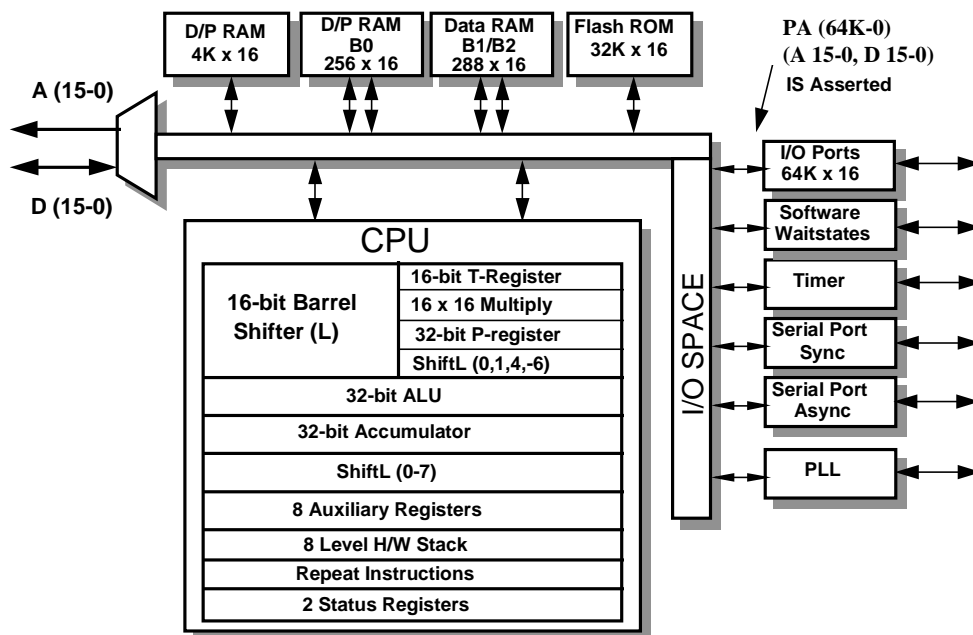 D/P RAM
4K x 16
D/P RAM
B0
256 x 16
Data RAM
B1/B2
288 x 16
Flash ROM
32K x 16
PA (64K-0)
(A 15-0, D 15-0)
IS Asserted
A (15-0)
D (15-0)
I/O SPACE
I/O Ports
64K x 16
Software
Waitstates
Timer
Serial Port
Sync
Serial Port
Async
PLL
CPU
16-bit Barrel
Shifter (L)
16-bit T-Register
16 x 16 Multiply
32-bit P-register
ShiftL (0,1,4,-6)
32-bit ALU
32-bit Accumulator
ShiftL (0-7)
8 Auxiliary Registers
8 Level H/W Stack
Repeat Instructions
2 Status Registers